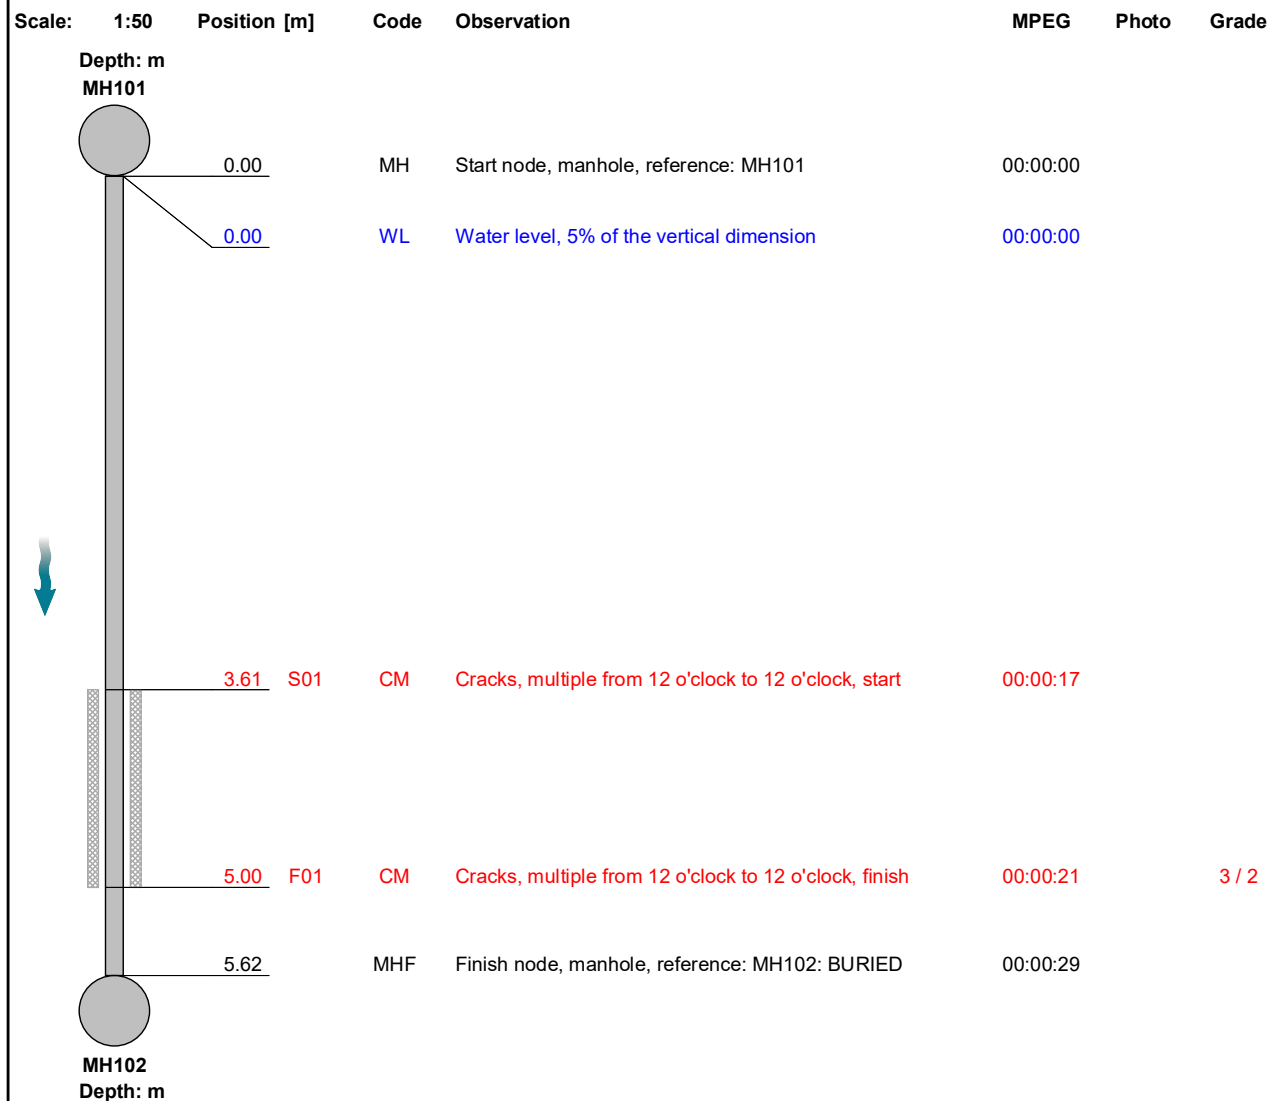 Scale: 1:50 Position [m] Code Observation MPEG Photo Grade
Depth: m
MH101
0.00 MH Start node, manhole, reference: MH101 00:00:00
0.00 WL Water level, 5% of the vertical dimension 00:00:00
3.61 S01 CM Cracks, multiple from 12 o'clock to 12 o'clock, start 00:00:17
5.00 F01 CM Cracks, multiple from 12 o'clock to 12 o'clock, finish 00:00:21 3 / 2
5.62 MHF Finish node, manhole, reference: MH102: BURIED 00:00:29
MH102
Depth: m